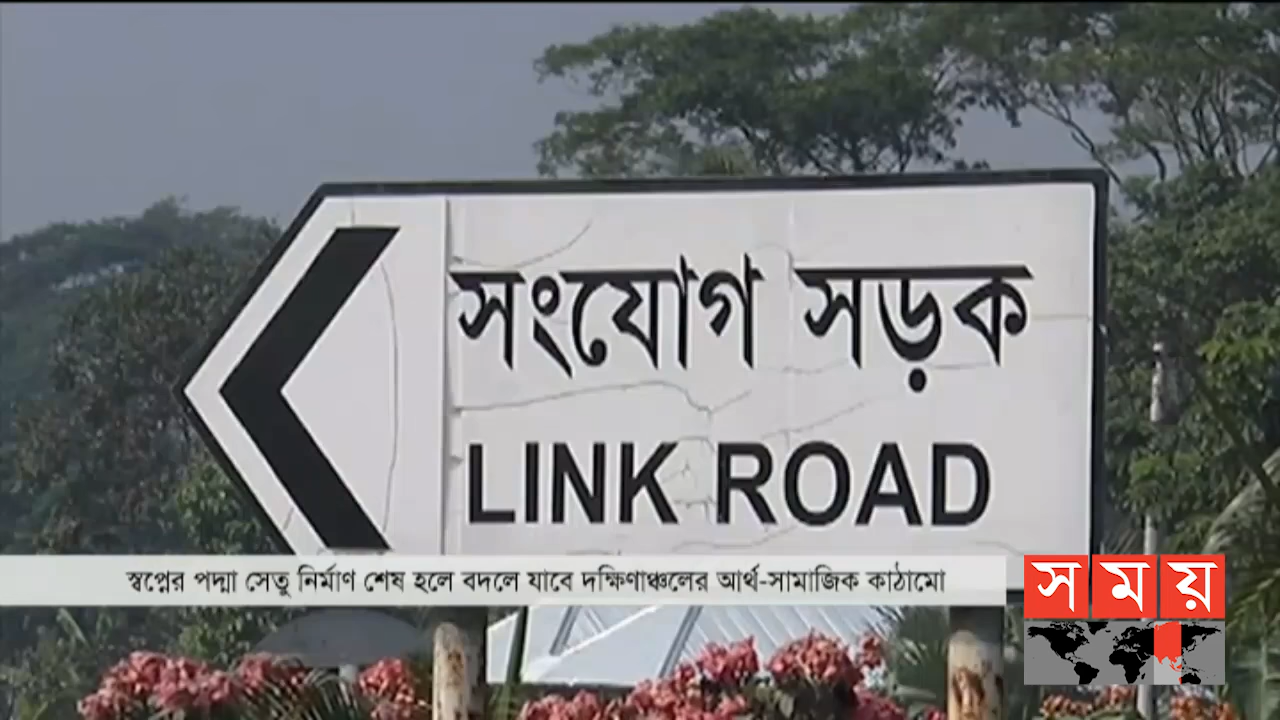 সংযোগ সড়ক
LINK ROAD
স্বপ্নের পদ্মা সেতু নির্মাণ শেষ হলে বদলে যাবে দক্ষিণাঞ্চলের আর্থ-সামাজিক কাঠামো
সময়